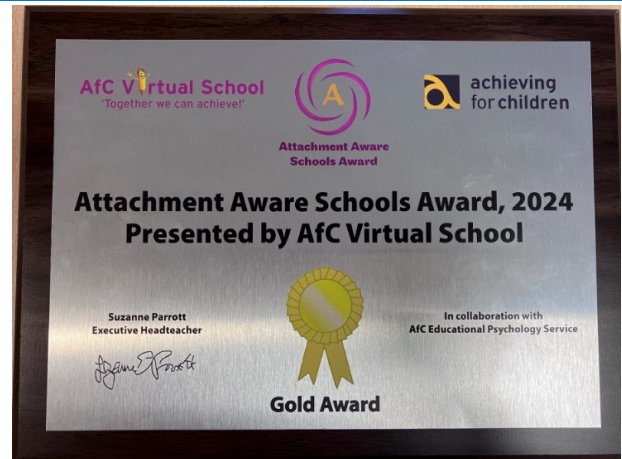 AfC Virtual School
'Together we can achieve!'
A
Attachment Aware
Schools Award
achieving
for children
Attachment Aware Schools Award, 2024
Presented by AfC Virtual School
Suzanne Parrott
Executive Headteacher
In collaboration with
AfC Educational Psychology Service
Gold Award